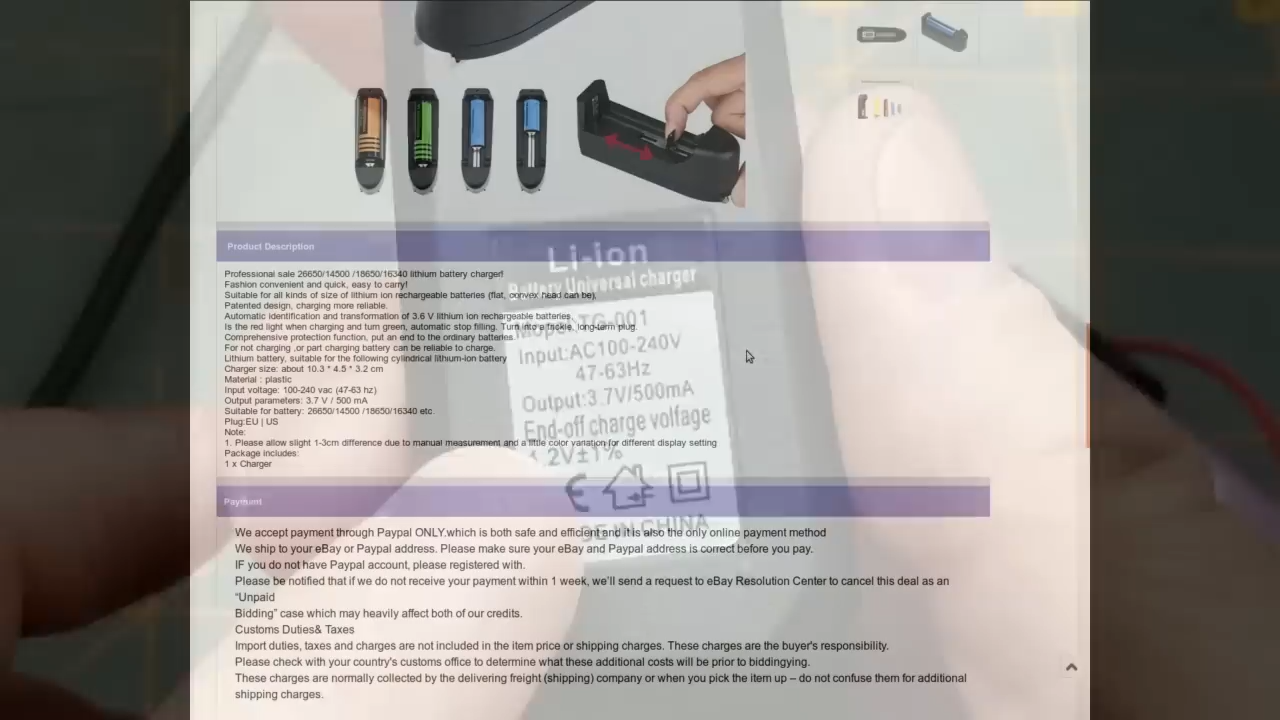 Product Description
Professional sale 26650/14500 /18650/16340 lithium battery charger!
Fashion convenient and quick, easy to carry!
Suitable for all kinds of size of lithium ion rechargeable batteries (flat, convex head can be),
Patented design, charging more reliable.
Automatic identification and transformation of 3.6 V lithium ion rechargeable batteries,
Is the red light when charging and turn green, automatic stop filling. Turn into a trickle, long-term plug.
Comprehensive protection function, put an end to the ordinary batteries
For not charging ,or part charging battery can be reliable to charge.
Lithium battery, suitable for the following cylindrical lithium-ion battery
Charger size: about 10.3 * 4.5 * 3.2 cm
Material : plastic
Input voltage: 100-240 vac (47-63 hz)
Output parameters: 3.7 V / 500 mA
Suitable for battery: 26650/14500 /18650/16340 etc.
Plug:EU | US
Note:
1. Please allow slight 1-3cm difference due to manual measurement and a little color variation for different display setting
Package includes:
1 x Charger
Li-ion
Battery Universal charger
Model:TG-001
Input:AC100-240V
47-63Hz
Output:3.7V/500mA
End-off charge volfage
4.2V±1%
CE
DE IN CHINA
Payment
We accept payment through Paypal ONLY.which is both safe and efficient and it is also the only online payment method
We ship to your eBay or Paypal address. Please make sure your eBay and Paypal address is correct before you pay.
IF you do not have Paypal account, please registered with.
Please be notified that if we do not receive your payment within 1 week, we'll send a request to eBay Resolution Center to cancel this deal as an
“Unpaid
Bidding” case which may heavily affect both of our credits.
Customs Duties& Taxes
Import duties, taxes and charges are not included in the item price or shipping charges. These charges are the buyer's responsibility.
Please check with your country's customs office to determine what these additional costs will be prior to biddingying.
These charges are normally collected by the delivering freight (shipping) company or when you pick the item up – do not confuse them for additional
shipping charges.